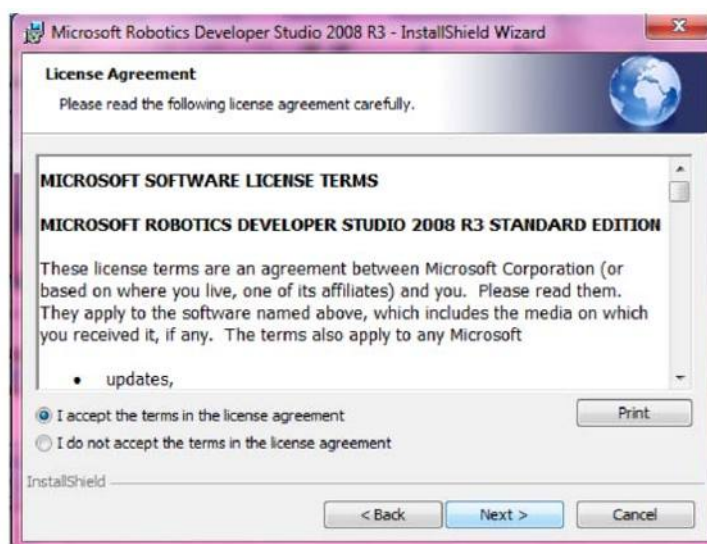 Microsoft Robotics Developer Studio 2008 R3 - InstallShield Wizard
License Agreement
Please read the following license agreement carefully.
MICROSOFT SOFTWARE LICENSE TERMS
MICROSOFT ROBOTICS DEVELOPER STUDIO 2008 R3 STANDARD EDITION
These license terms are an agreement between Microsoft Corporation (or
based on where you live, one of its affiliates) and you.  Please read them.
They apply to the software named above, which includes the media on which
you received it, if any.  The terms also apply to any Microsoft
• updates,
I accept the terms in the license agreement
Print
I do not accept the terms in the license agreement
InstallShield
< Back
Next >
Cancel